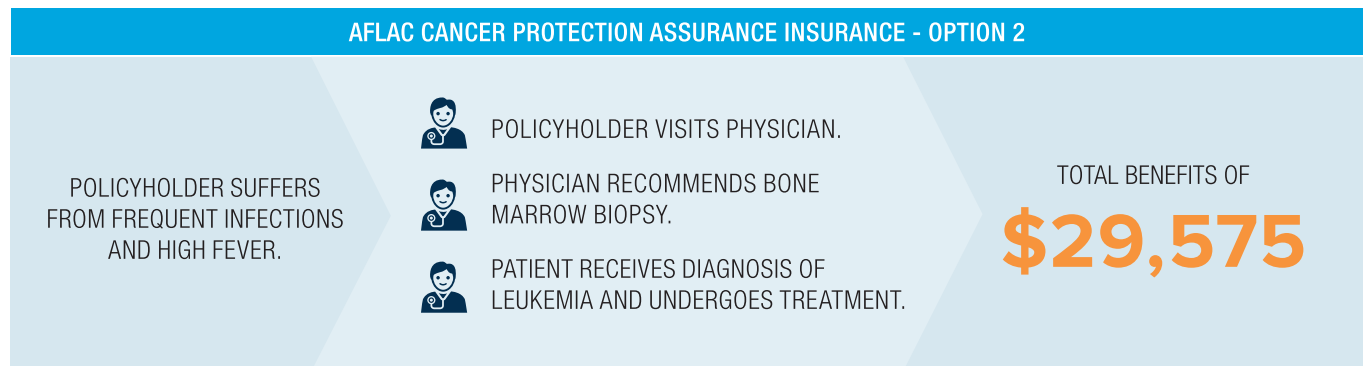 AFLAC CANCER PROTECTION ASSURANCE INSURANCE - OPTION 2
POLICYHOLDER SUFFERS
FROM FREQUENT INFECTIONS
AND HIGH FEVER.
POLICYHOLDER VISITS PHYSICIAN.
PHYSICIAN RECOMMENDS BONE
MARROW BIOPSY.
PATIENT RECEIVES DIAGNOSIS OF
LEUKEMIA AND UNDERGOES TREATMENT.
TOTAL BENEFITS OF
$29,575